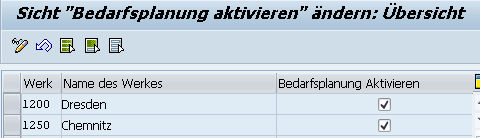 Sicht "Bedarfsplanung aktivieren" ändern: Übersicht
Werk Name des Werkes Bedarfsplanung Aktivieren
1200 Dresden
1250 Chemnitz